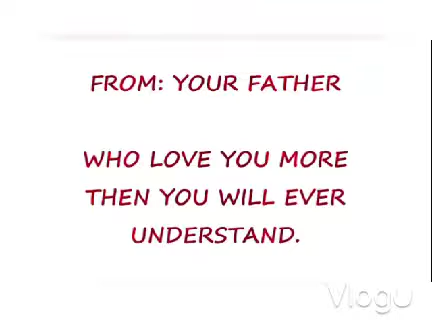 FROM: YOUR FATHER
WHO LOVE YOU MORE
THEN YOU WILL EVER
UNDERSTAND.
Vlogu